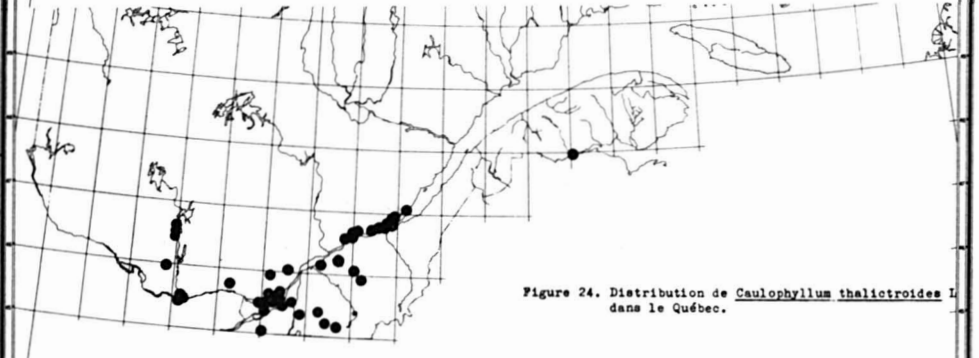 Figure 24. Distribution de Caulophyllum thalictroides L
dans le Québec.